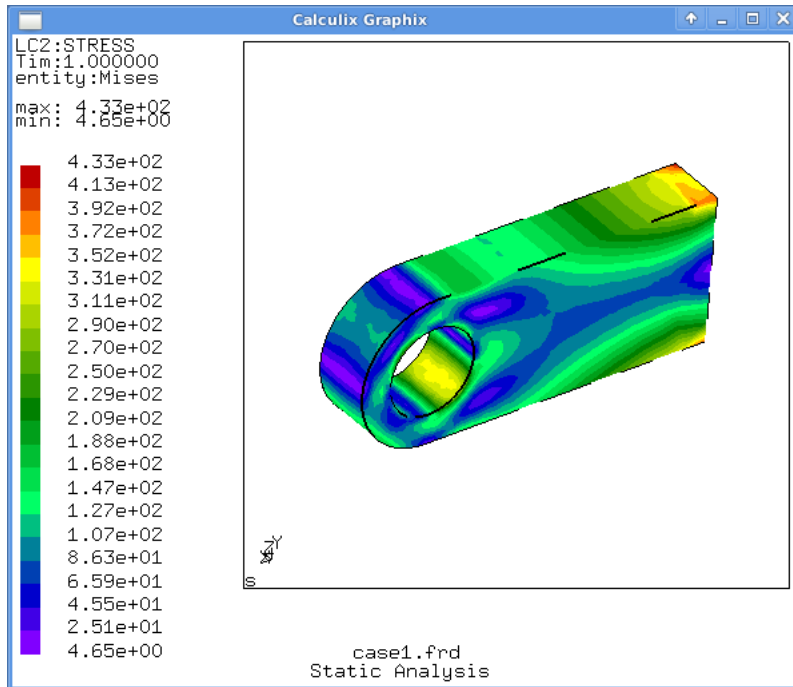 Calculix Graphix
LC2:STRESS
Tim:1.000000
entity:Mises
max: 4.33e+02
min: 4.65e+00
4.33e+02
4.13e+02
3.92e+02
3.72e+02
3.52e+02
3.31e+02
3.11e+02
2.90e+02
2.70e+02
2.50e+02
2.29e+02
2.09e+02
1.88e+02
1.68e+02
1.47e+02
1.27e+02
1.07e+02
8.63e+01
6.59e+01
4.55e+01
2.51e+01
4.65e+00
Y
s
case1.frd
Static Analysis